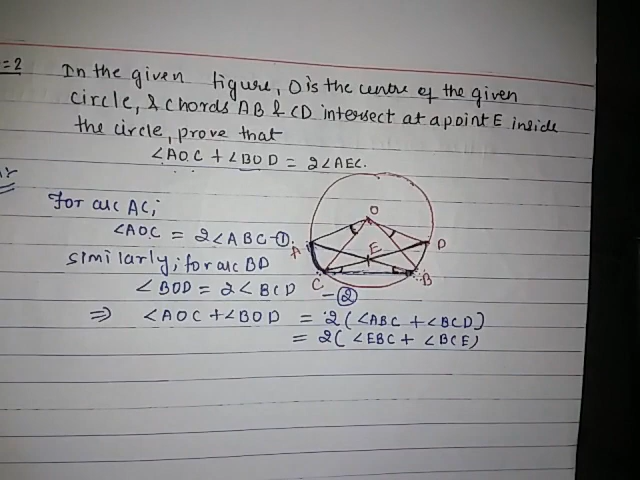 =2 In the given figure, O is the centre of the given
circle, & chords AB & CD intersect at a point E inside
the circle, prove that
∠AOC + ∠BOD = 2∠AEC.
For arc AC;
∠AOC = 2∠ABC-①
similarly; for arc BD
∠BOD = 2∠BCD -②
⇒ ∠AOC+∠BOD = 2(∠ABC + ∠BCD)
= 2(∠EBC + ∠BCE)
O
A
D
E
C
B